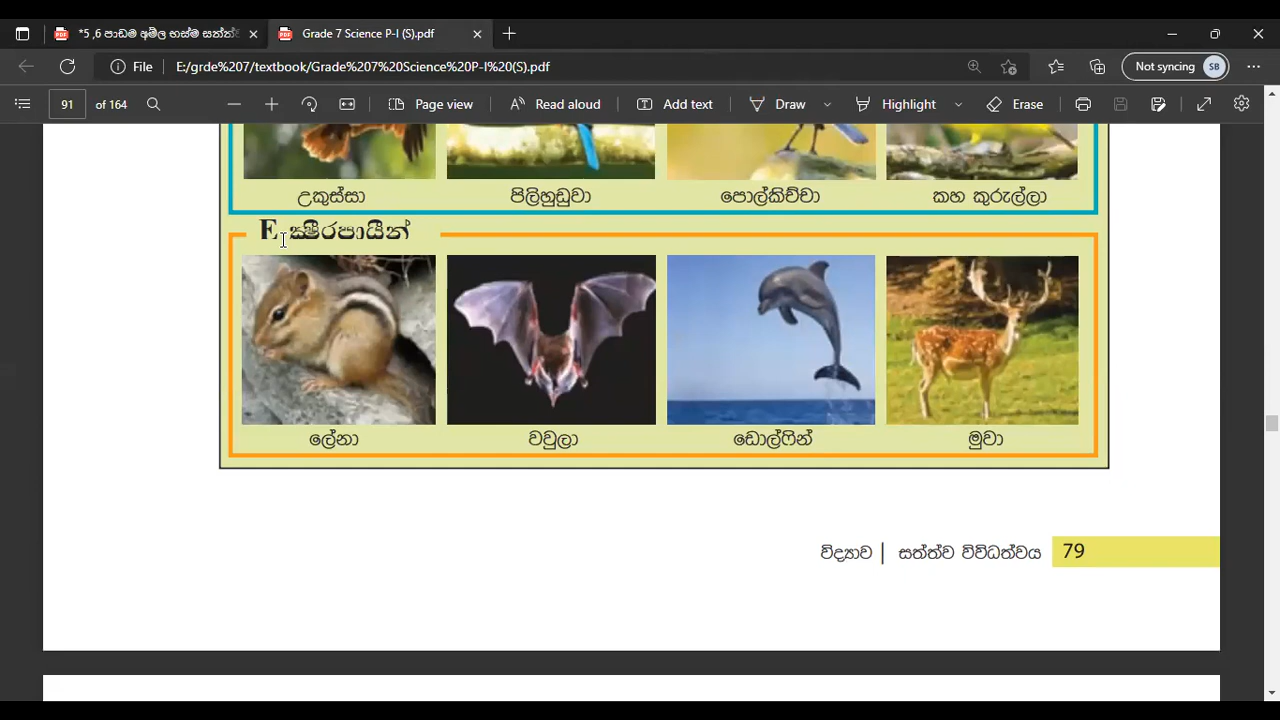 *5 ,6 පාඩම අම්ල භස්ම සත්ත්ව
Grade 7 Science P-I (S).pdf
File
E:/grde%207/textbook/Grade%207%20Science%20P-I%20(S).pdf
Not syncing
SB
91 of 164
Page view
Read aloud
Add text
Draw
Highlight
Erase
උකුස්සා
පිලිහුඩුවා
පොල්කිච්චා
කහ කුරුල්ලා
E ක්ෂීරපායීන්
ලේනා
වවුලා
ඩොල්ෆින්
මුවා
විද්‍යාව | සත්ත්ව විවිධත්වය 79